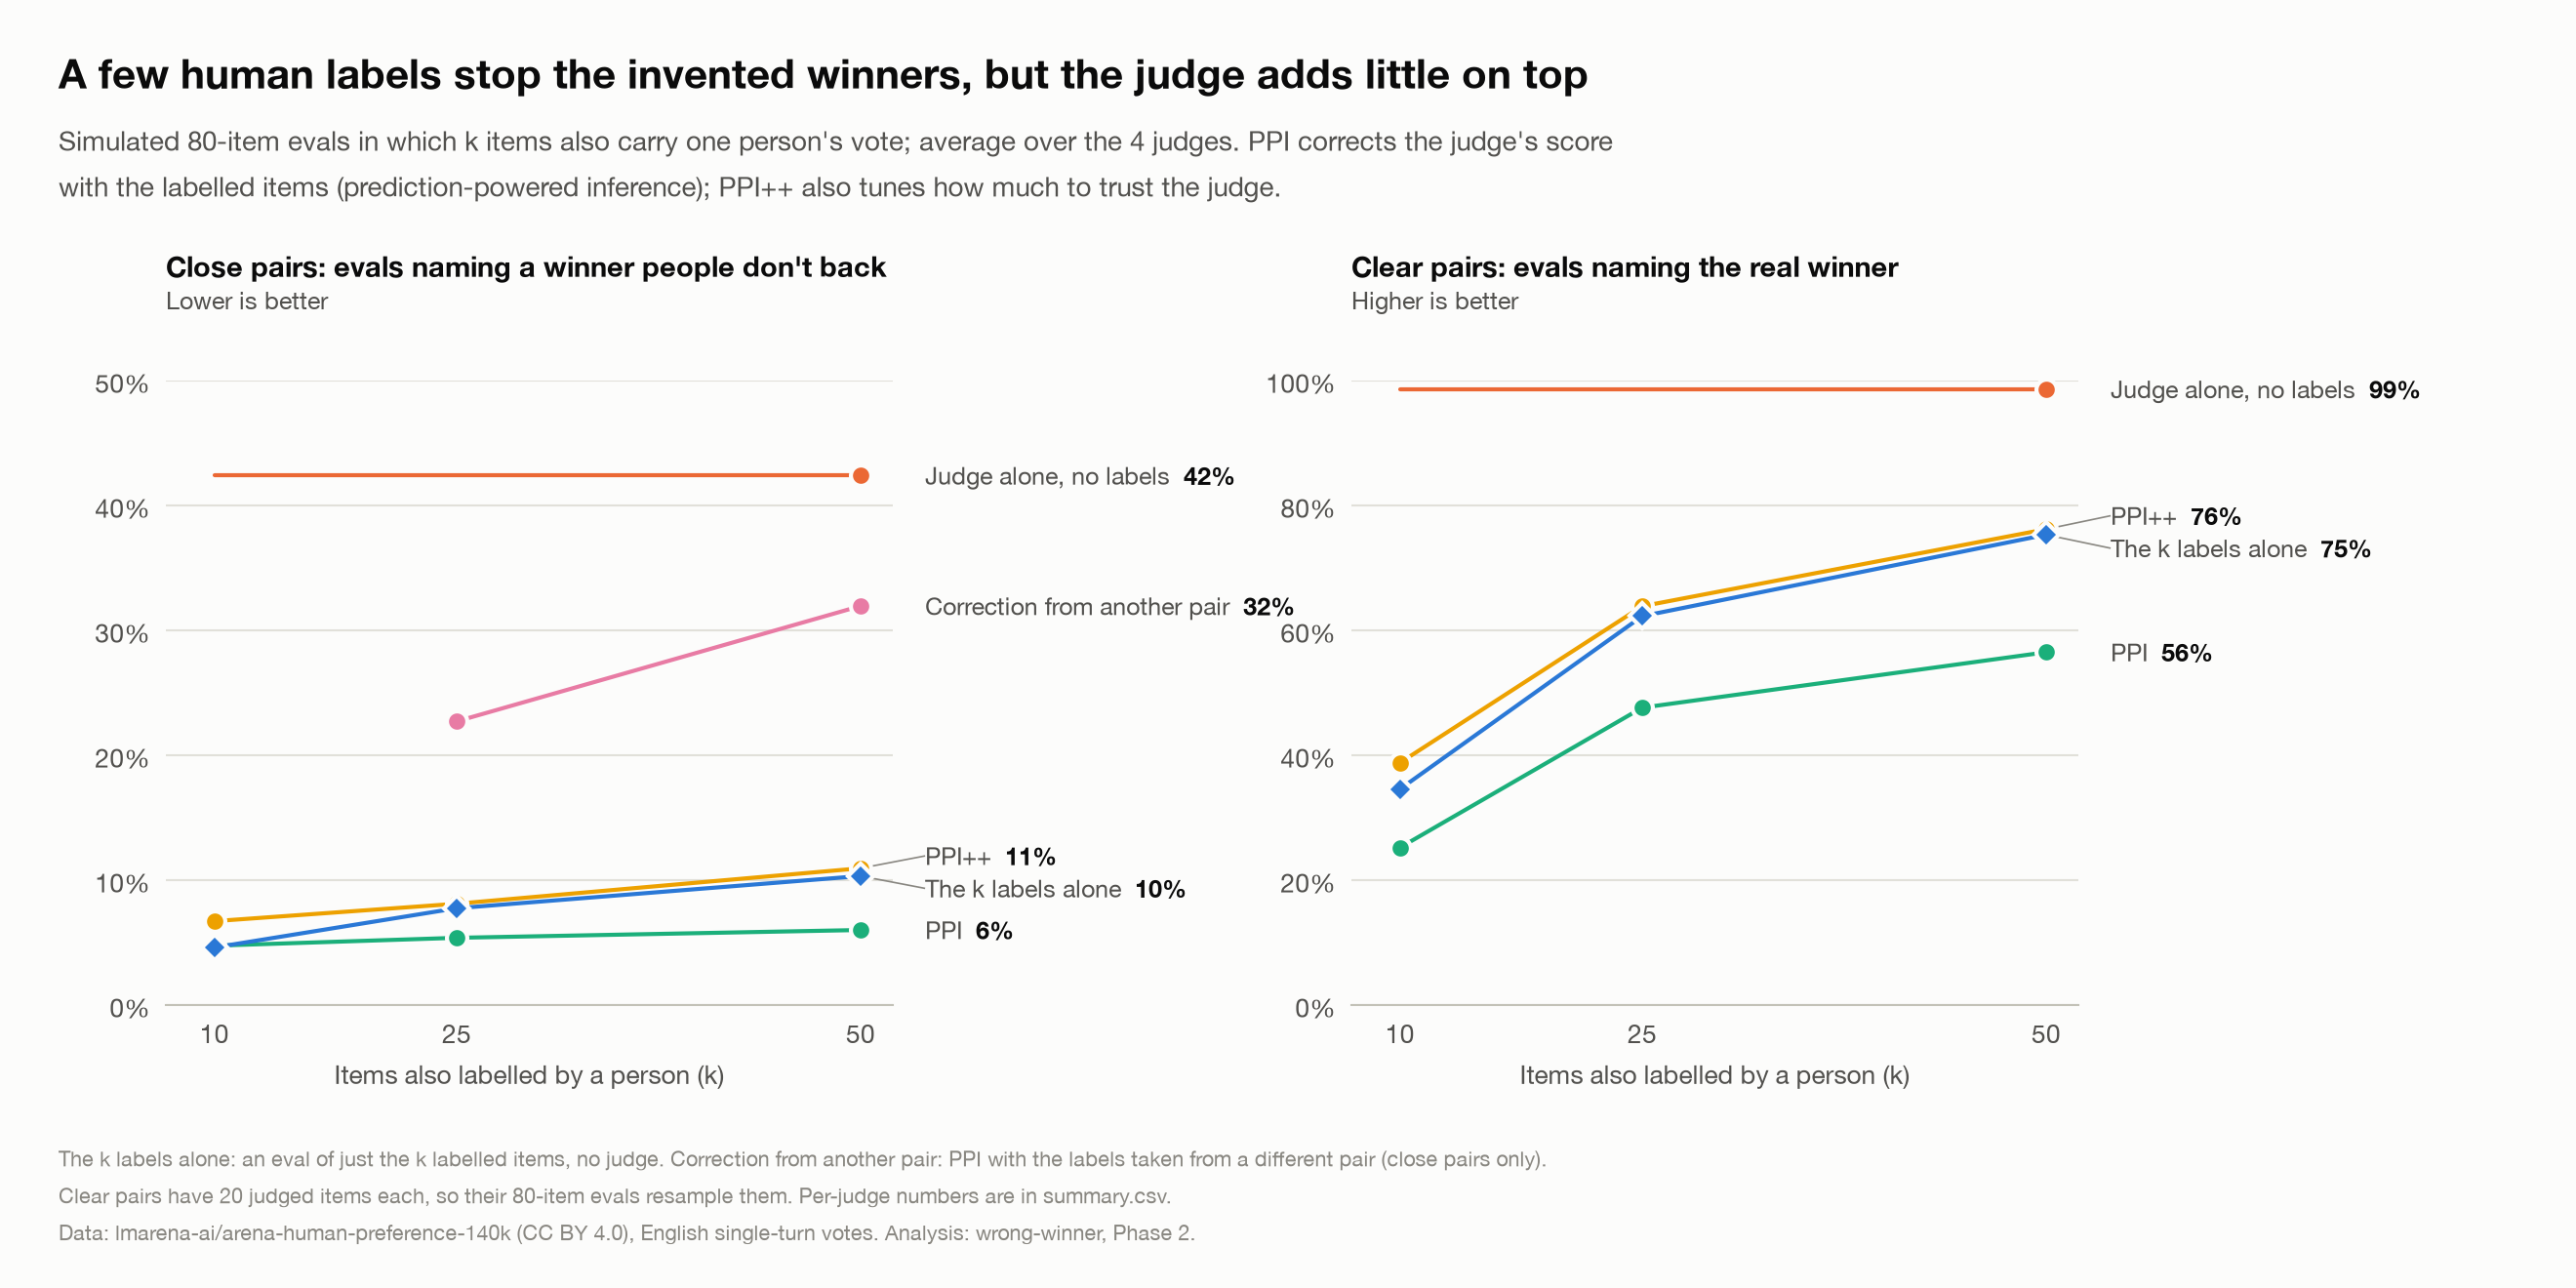 A few human labels stop the invented winners, but the judge adds little on top
Simulated 80-item evals in which k items also carry one person's vote; average over the 4 judges. PPI corrects the judge's score
with the labelled items (prediction-powered inference); PPI++ also tunes how much to trust the judge.
Close pairs: evals naming a winner people don't back
Lower is better
50%
40%
30%
20%
10%
0%
Judge alone, no labels 42%
Correction from another pair 32%
PPI++ 11%
The k labels alone 10%
PPI 6%
10 25 50
Items also labelled by a person (k)
Clear pairs: evals naming the real winner
Higher is better
100%
80%
60%
40%
20%
0%
Judge alone, no labels 99%
PPI++ 76%
The k labels alone 75%
PPI 56%
10 25 50
Items also labelled by a person (k)
The k labels alone: an eval of just the k labelled items, no judge. Correction from another pair: PPI with the labels taken from a different pair (close pairs only).
Clear pairs have 20 judged items each, so their 80-item evals resample them. Per-judge numbers are in summary.csv.
Data: lmarena-ai/arena-human-preference-140k (CC BY 4.0), English single-turn votes. Analysis: wrong-winner, Phase 2.